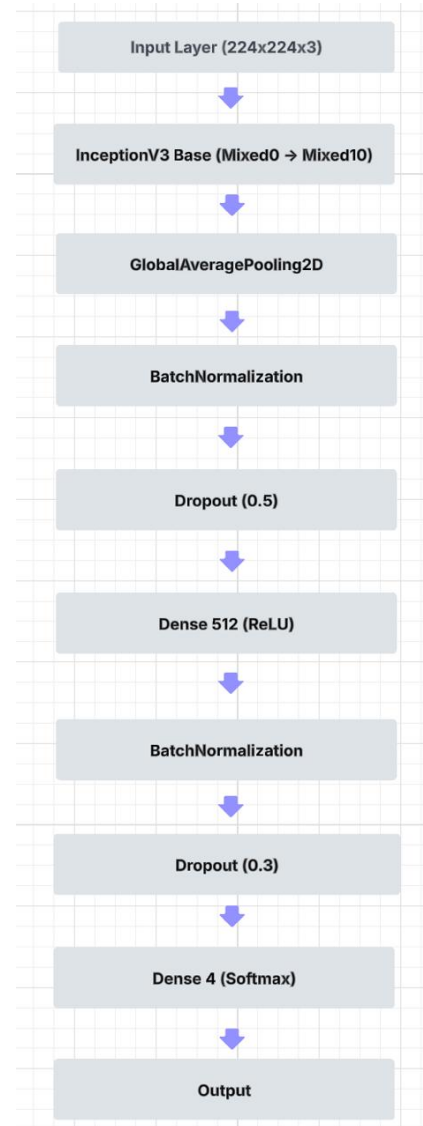 Input Layer (224x224x3)
InceptionV3 Base (Mixed0 → Mixed10)
GlobalAveragePooling2D
BatchNormalization
Dropout (0.5)
Dense 512 (ReLU)
BatchNormalization
Dropout (0.3)
Dense 4 (Softmax)
Output